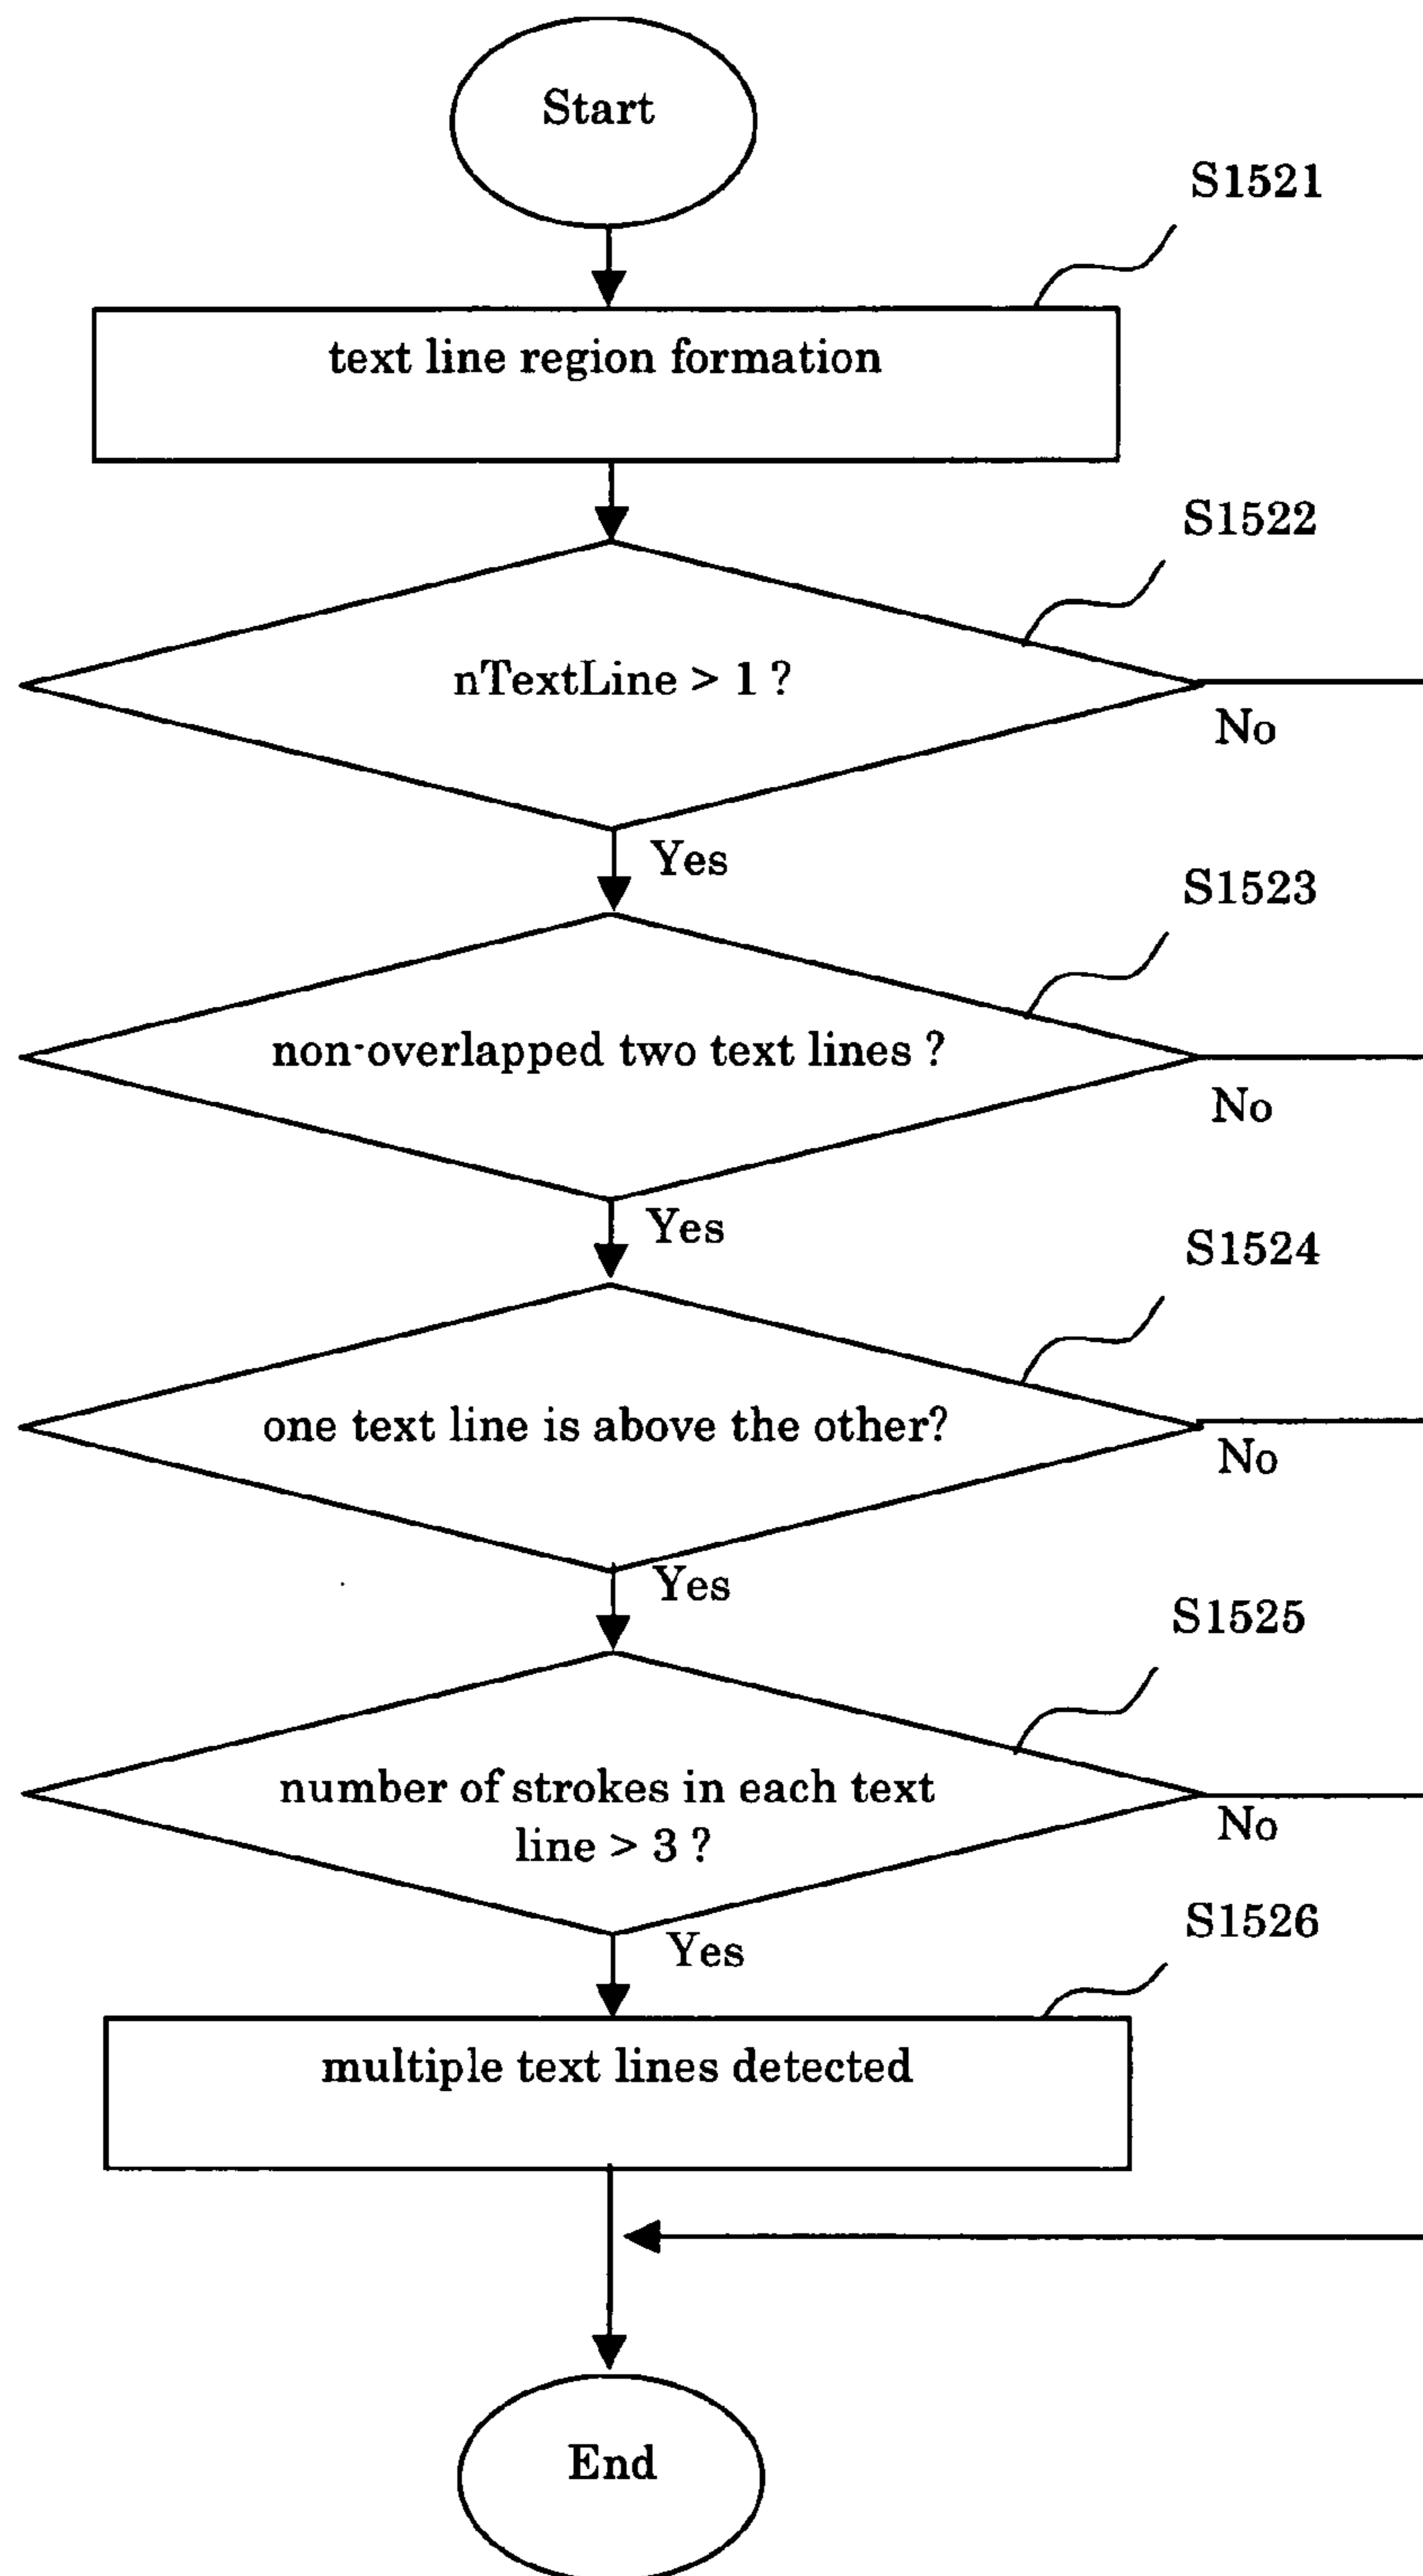 Start
S1521
text line region formation
S1522
nTextLine > 1 ?
No
Yes
S1523
non-overlapped two text lines ?
No
Yes
S1524
one text line is above the other?
No
Yes
S1525
number of strokes in each text
line > 3 ?
No
Yes
S1526
multiple text lines detected
End